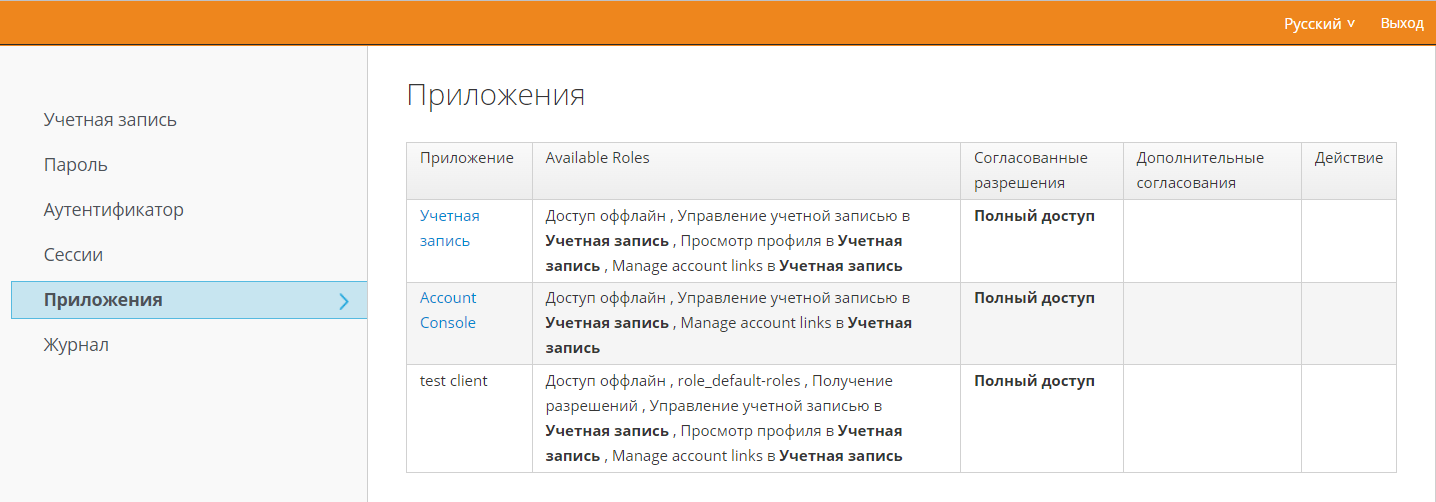 Русский ˅ Выход
Учетная запись
Пароль
Аутентификатор
Сессии
Приложения
Журнал
Приложения
Приложение Available Roles Согласованные разрешения Дополнительные согласования Действие
Учетная запись
Доступ оффлайн , Управление учетной записью в
Учетная запись , Просмотр профиля в Учетная
запись , Manage account links в Учетная запись
Полный доступ
Account Console
Доступ оффлайн , Управление учетной записью в
Учетная запись , Manage account links в Учетная
запись
Полный доступ
test client
Доступ оффлайн , role_default-roles , Получение
разрешений , Управление учетной записью в
Учетная запись , Просмотр профиля в Учетная
запись , Manage account links в Учетная запись
Полный доступ